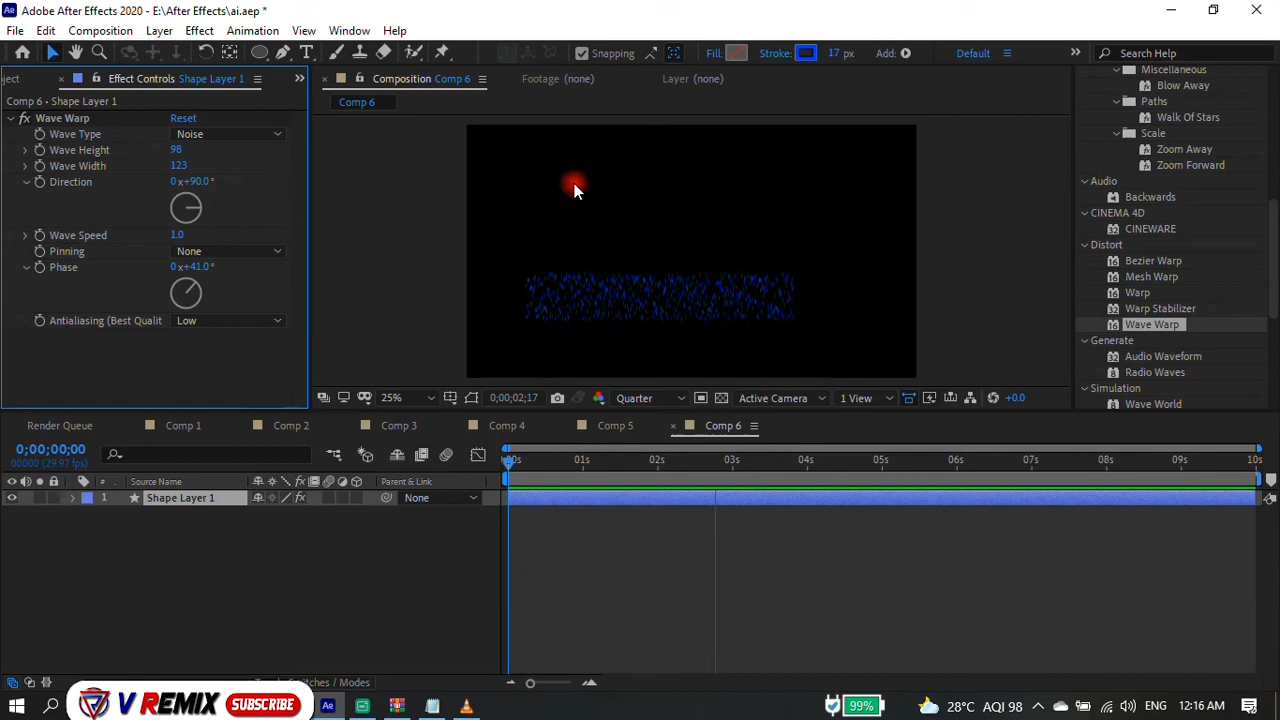 Adobe After Effects 2020 - E:\After Effects\ai.aep *
File Edit Composition Layer Effect Animation View Window Help
Snapping Fill: Stroke: 17 px Add: Default Search Help
ject Effect Controls Shape Layer 1 Composition Comp 6 Footage (none) Layer (none)
Comp 6 • Shape Layer 1 Comp 6
fx Wave Warp Reset
Wave Type Noise
Wave Height 98
Wave Width 123
Direction 0 x+90.0°
Wave Speed 1.0
Pinning None
Phase 0 x+41.0°
Antialiasing (Best Qualit Low
25% 0;00;02;17 Quarter Active Camera 1 View +0.0
Miscellaneous
Blow Away
Paths
Walk Of Stars
Scale
Zoom Away
Zoom Forward
Audio
Backwards
CINEMA 4D
CINEWARE
Distort
Bezier Warp
Mesh Warp
Warp
Warp Stabilizer
Wave Warp
Generate
Audio Waveform
Radio Waves
Simulation
Wave World
Render Queue Comp 1 Comp 2 Comp 3 Comp 4 Comp 5 Comp 6
0;00;00;00
00000 (29.97 fps)
00s 01s 02s 03s 04s 05s 06s 07s 08s 09s 10s
# Source Name Parent & Link
1 Shape Layer 1 None
Switches / Modes
V REMIX SUBSCRIBE
99% 28°C AQI 98 ENG 12:16 AM